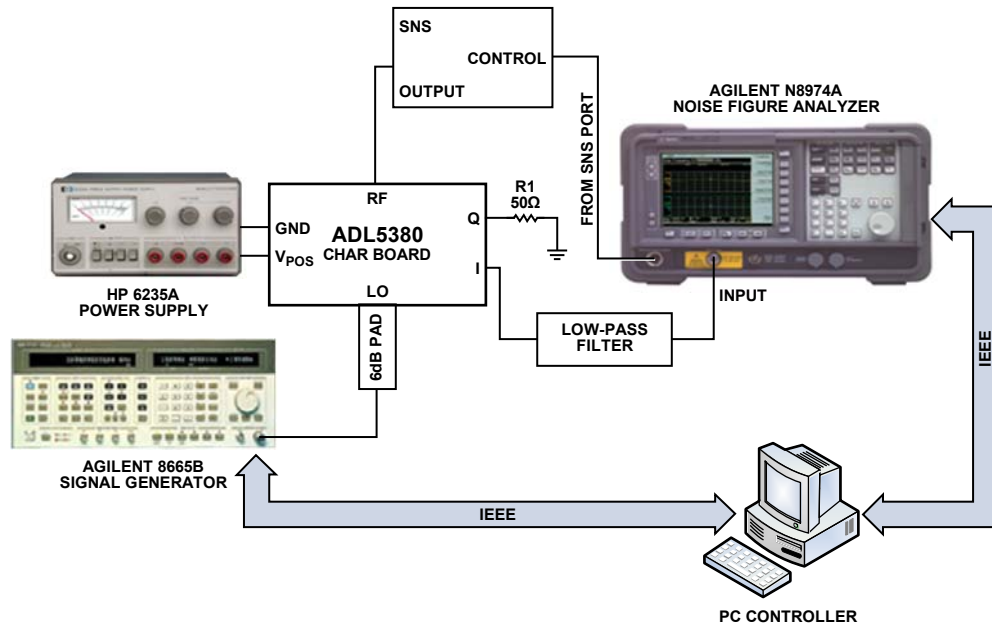 SNS
CONTROL
OUTPUT
AGILENT N8974A
NOISE FIGURE ANALYZER
FROM SNS PORT
R1
50Ω
RF
GND
ADL5380
CHAR BOARD
Q
VPOS
I
LO
INPUT
HP 6235A
POWER SUPPLY
6dB PAD
LOW-PASS
FILTER
IEEE
AGILENT 8665B
SIGNAL GENERATOR
IEEE
PC CONTROLLER